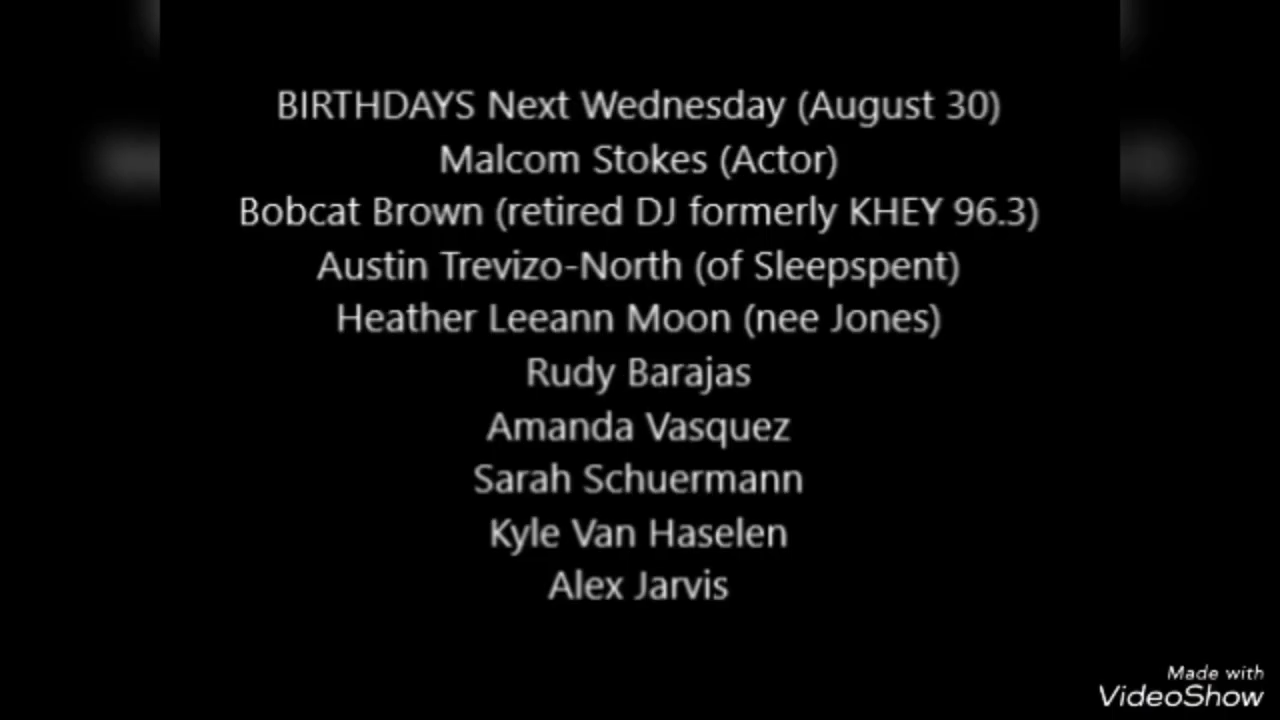 BIRTHDAYS Next Wednesday (August 30)
Malcom Stokes (Actor)
Bobcat Brown (retired DJ formerly KHEY 96.3)
Austin Trevizo-North (of Sleepspent)
Heather Leeann Moon (nee Jones)
Rudy Barajas
Amanda Vasquez
Sarah Schuermann
Kyle Van Haselen
Alex Jarvis
Made with
VideoShow